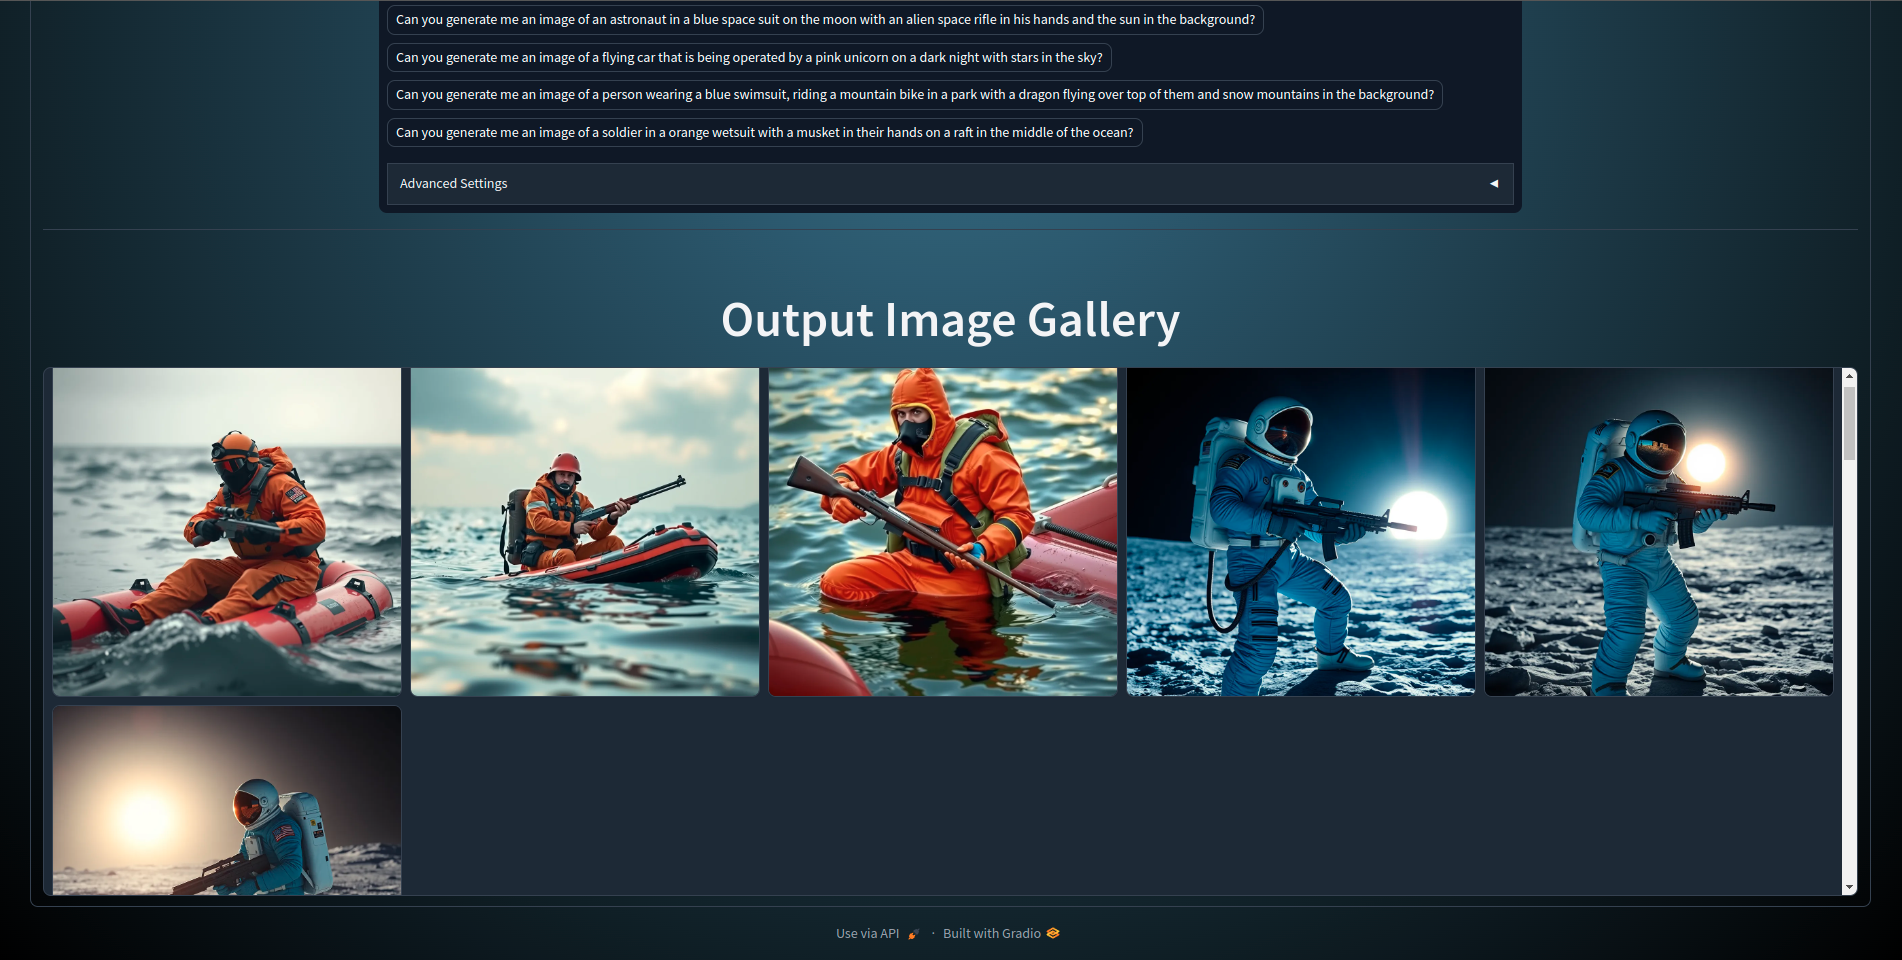 Can you generate me an image of an astronaut in a blue space suit on the moon with an alien space rifle in his hands and the sun in the background?
Can you generate me an image of a flying car that is being operated by a pink unicorn on a dark night with stars in the sky?
Can you generate me an image of a person wearing a blue swimsuit, riding a mountain bike in a park with a dragon flying over top of them and snow mountains in the background?
Can you generate me an image of a soldier in a orange wetsuit with a musket in their hands on a raft in the middle of the ocean?
Advanced Settings
Output Image Gallery
Use via API · Built with Gradio